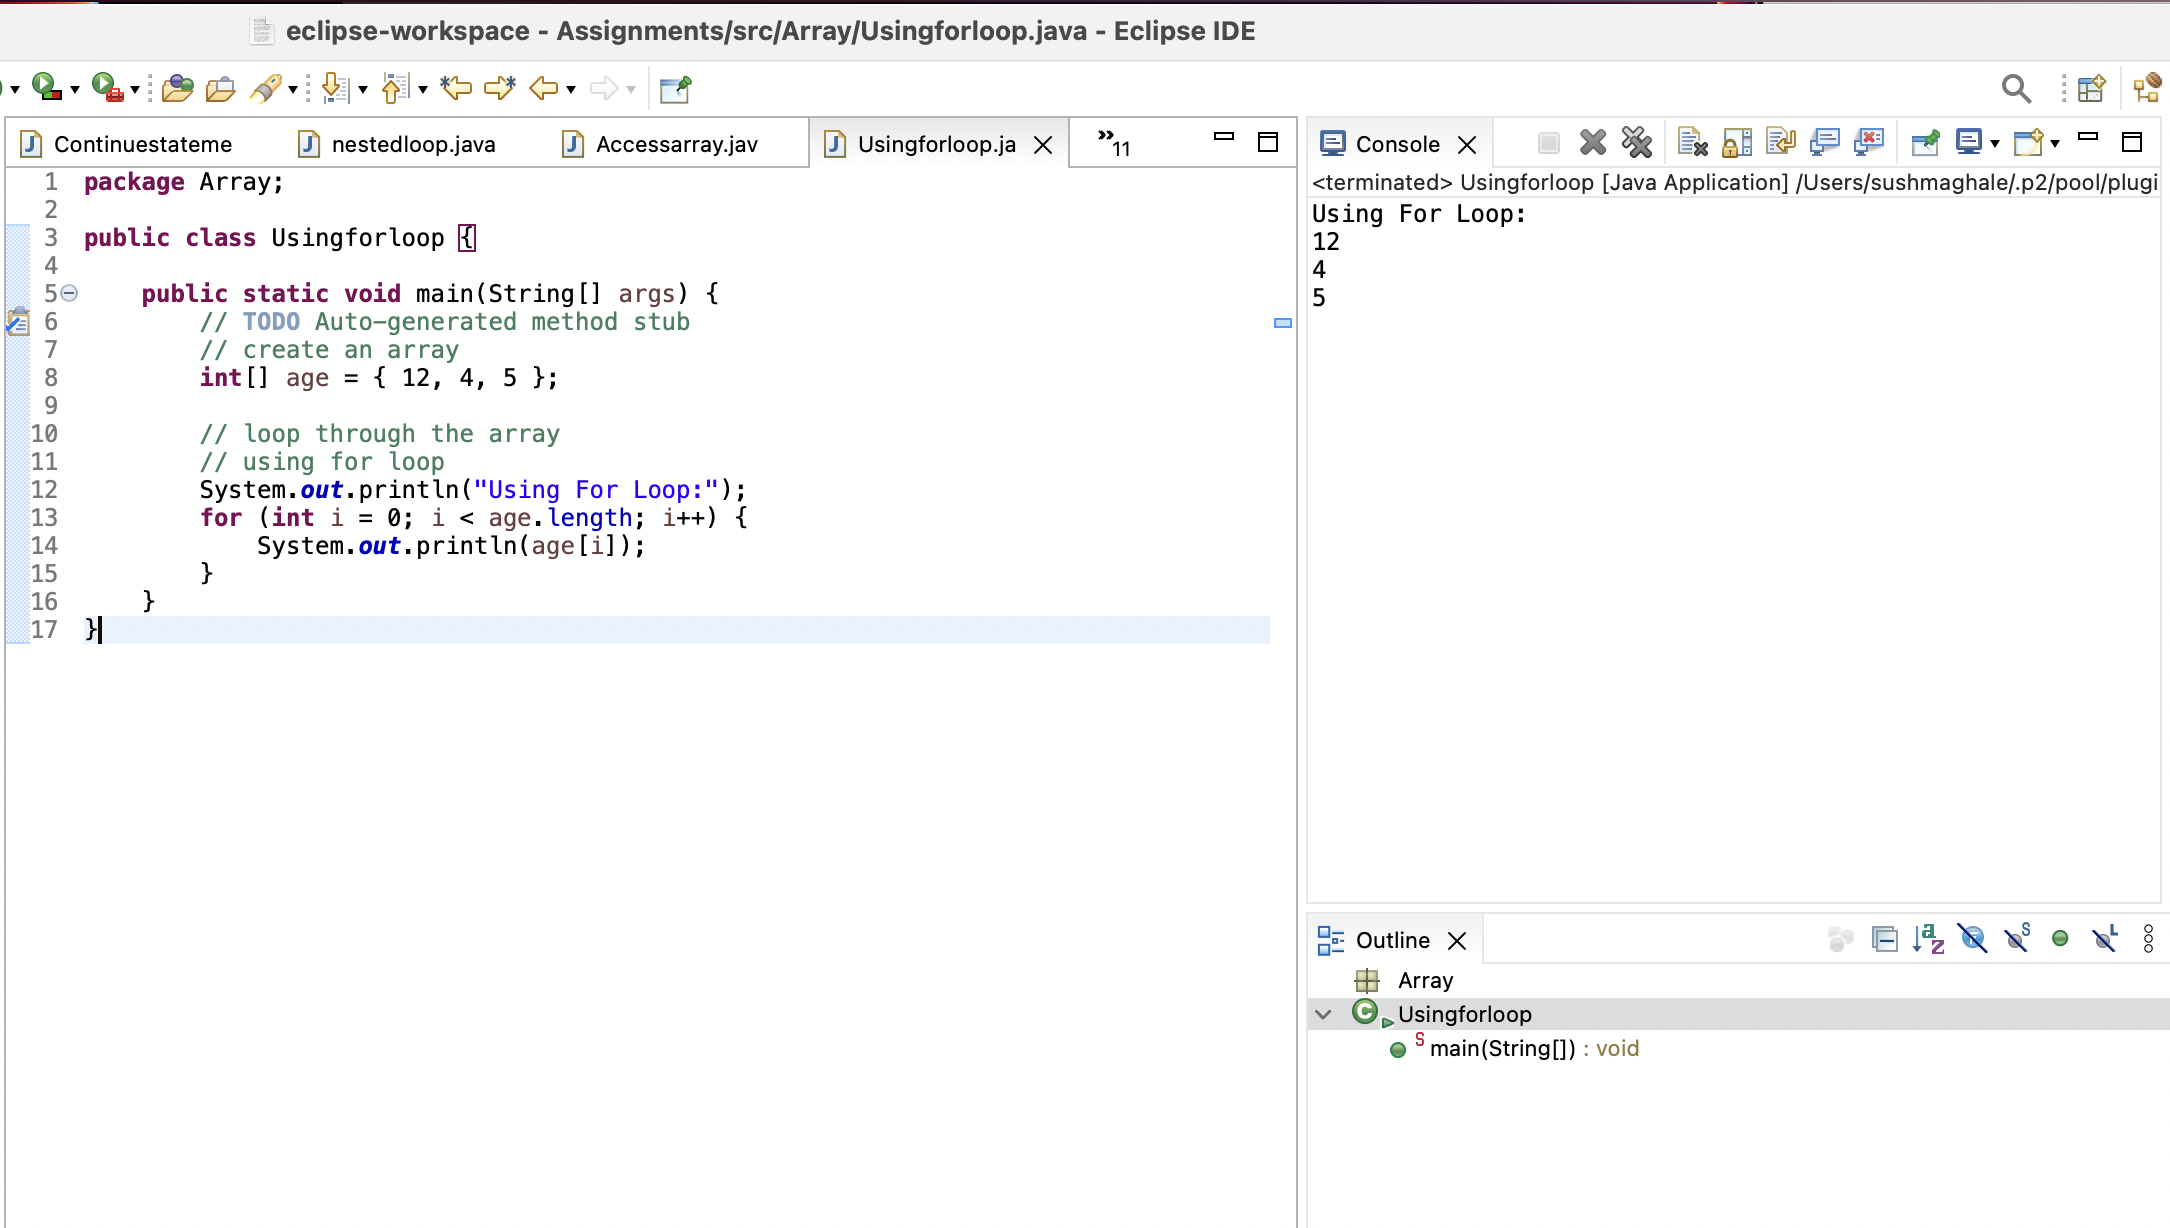 eclipse-workspace - Assignments/src/Array/Usingforloop.java - Eclipse IDE
Continuestateme
nestedloop.java
Accessarray.jav
Usingforloop.ja
11
1 package Array;
2
3 public class Usingforloop {
4
5 public static void main(String[] args) {
6 // TODO Auto-generated method stub
7 // create an array
8 int[] age = { 12, 4, 5 };
9
10 // loop through the array
11 // using for loop
12 System.out.println("Using For Loop:");
13 for (int i = 0; i < age.length; i++) {
14 System.out.println(age[i]);
15 }
16 }
17 }
Console
<terminated> Usingforloop [Java Application] /Users/sushmaghale/.p2/pool/plugi
Using For Loop:
12
4
5
Outline
Array
Usingforloop
main(String[]) : void